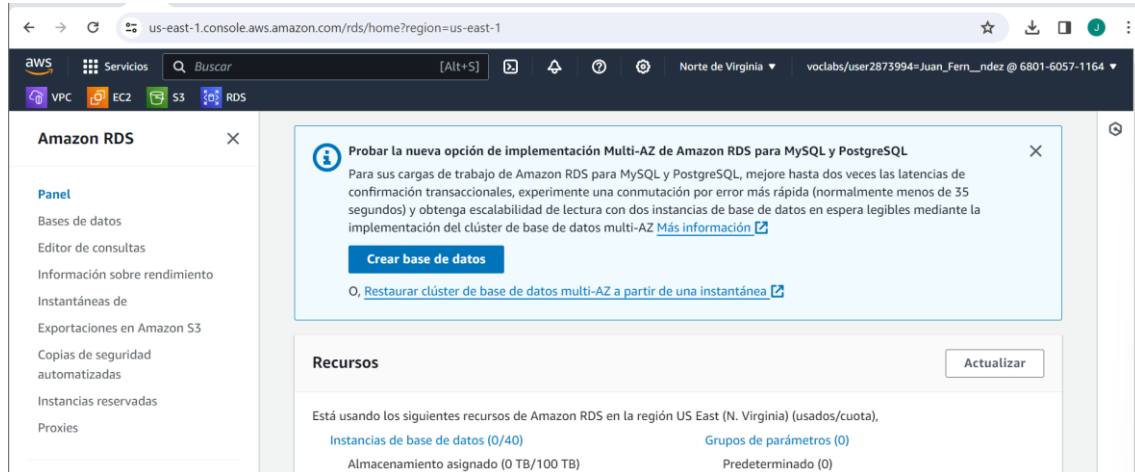 us-east-1.console.aws.amazon.com/rds/home?region=us-east-1
J
aws
Servicios
Buscar
[Alt+S]
Norte de Virginia ▼
voclabs/user2873994=Juan_Fern__ndez @ 6801-6057-1164 ▼
VPC
EC2
S3
RDS
Amazon RDS
Panel
Bases de datos
Editor de consultas
Información sobre rendimiento
Instantáneas de
Exportaciones en Amazon S3
Copias de seguridad
automatizadas
Instancias reservadas
Proxies
Probar la nueva opción de implementación Multi-AZ de Amazon RDS para MySQL y PostgreSQL
Para sus cargas de trabajo de Amazon RDS para MySQL y PostgreSQL, mejore hasta dos veces las latencias de
confirmación transaccionales, experimente una conmutación por error más rápida (normalmente menos de 35
segundos) y obtenga escalabilidad de lectura con dos instancias de base de datos en espera legibles mediante la
implementación del clúster de base de datos multi-AZ Más información
Crear base de datos
O, Restaurar clúster de base de datos multi-AZ a partir de una instantánea
Recursos
Actualizar
Está usando los siguientes recursos de Amazon RDS en la región US East (N. Virginia) (usados/cuota),
Instancias de base de datos (0/40)
Almacenamiento asignado (0 TB/100 TB)
Grupos de parámetros (0)
Predeterminado (0)